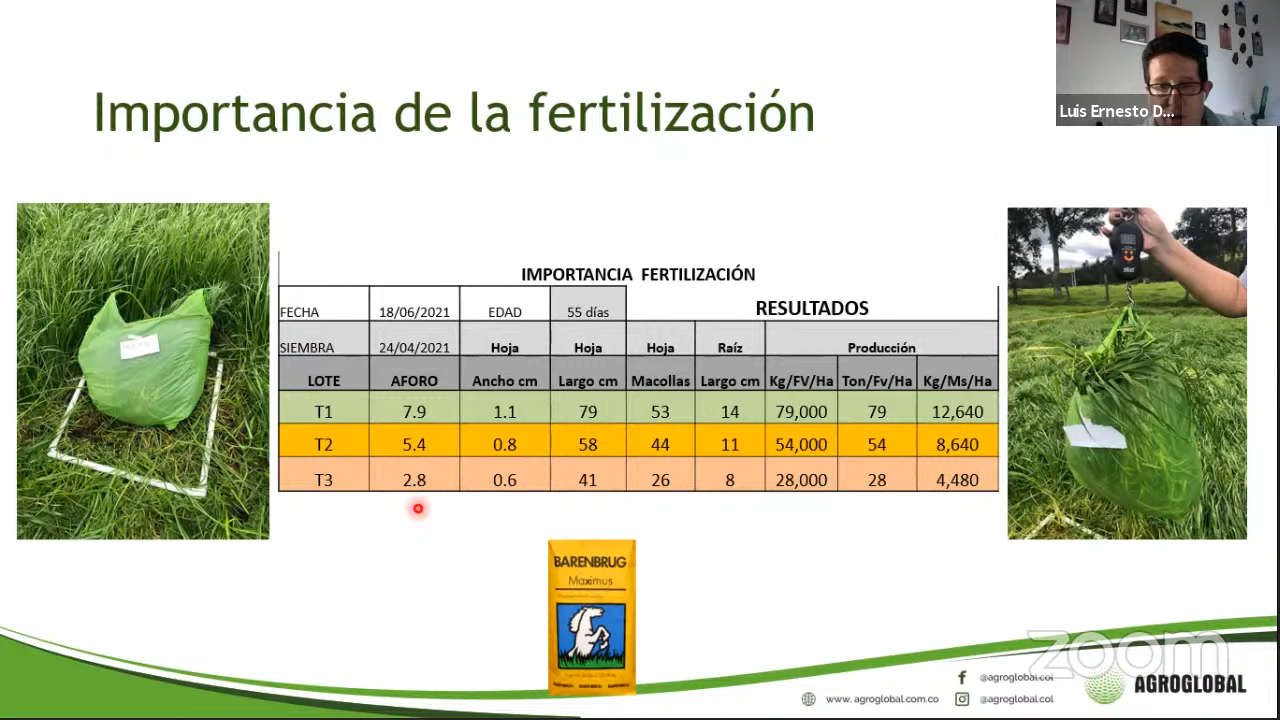 Luis Ernesto D...
Importancia de la fertilización
IMPORTANCIA FERTILIZACIÓN
FECHA 18/06/2021 EDAD 55 días RESULTADOS
SIEMBRA 24/04/2021 Hoja Hoja Hoja Raíz Producción
LOTE AFORO Ancho cm Largo cm Macollas Largo cm Kg/FV/Ha Ton/Fv/Ha Kg/Ms/Ha
T1 7.9 1.1 79 53 14 79,000 79 12,640
T2 5.4 0.8 58 44 11 54,000 54 8,640
T3 2.8 0.6 41 26 8 28,000 28 4,480
BARENBRUG
Maximus
zoom
@agroglobal.col
www. agroglobal.com.co @agroglobal.col
AGROGLOBAL